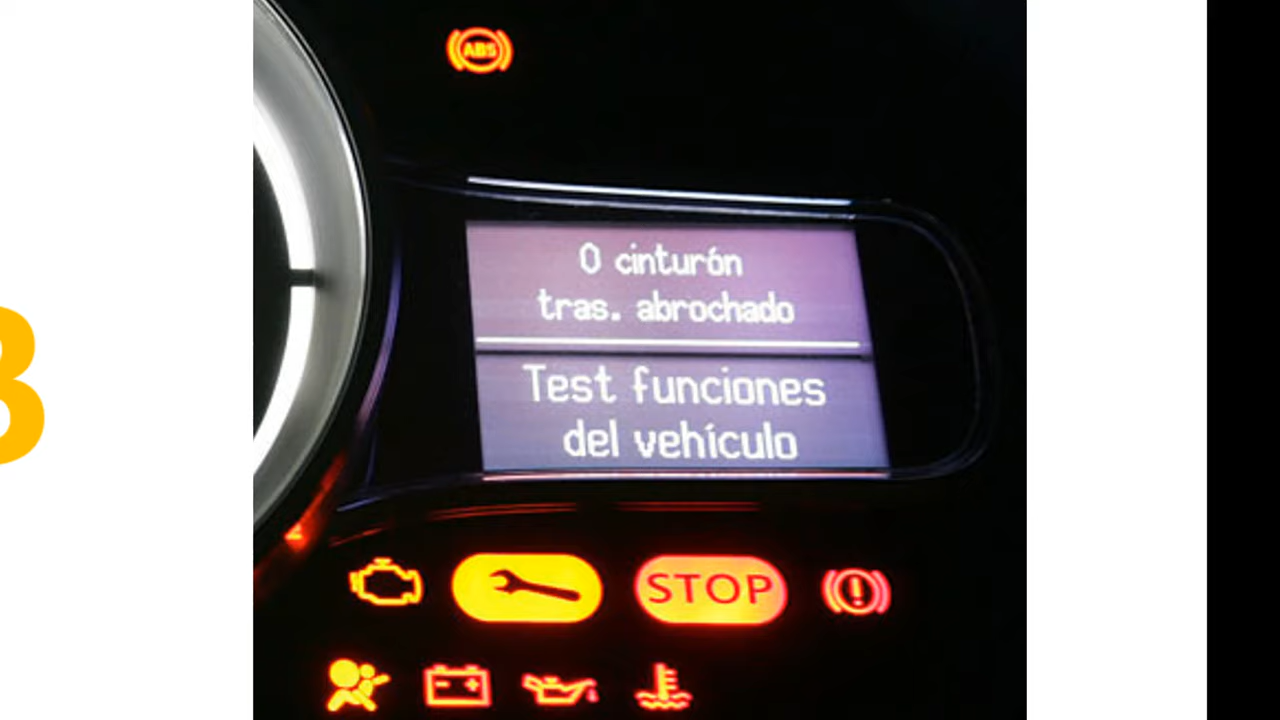 ABS
0 cinturón
tras. abrochado
Test funciones
del vehículo
STOP